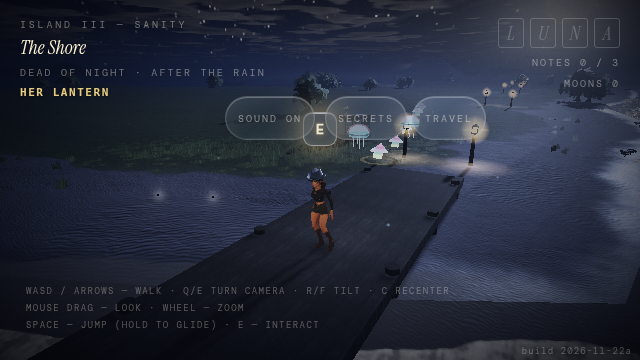 ISLAND III — SANITY
The Shore
DEAD OF NIGHT · AFTER THE RAIN
HER LANTERN
LUNA
NOTES 0 / 3
MOONS 0
SOUND ON
E
SECRETS
TRAVEL
WASD / ARROWS — WALK · Q/E TURN CAMERA · R/F TILT · C RECENTER
MOUSE DRAG — LOOK · WHEEL — ZOOM
SPACE — JUMP (HOLD TO GLIDE) · E — INTERACT
build 2026-11-22a